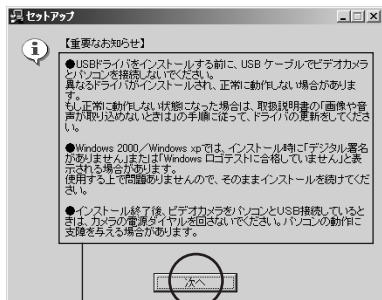 セットアップ
【重要なお知らせ】
●USBドライバをインストールする前に、USB ケーブルでビデオカメラ
とパソコンを接続しないでください。
異なるドライバがインストールされ、正常に動作しない場合がありま
す。
もし正常に動作しない状態になった場合は、取扱説明書の「画像や音
声が取り込めないときは」の手順に従って、ドライバの更新をしてくださ
い。
●Windows 2000／Windows xpでは、インストール時に「デジタル署名
がありません」または「Windows ロゴテストに合格していません」と表
示される場合があります。
使用する上で問題ありませんので、そのままインストールを続けてくだ
さい。
●インストール終了後、ビデオカメラをパソコンとUSB接続していると
きは、カメラの電源ダイヤルを回さないでください。パソコンの動作に
支障を与える場合があります。
次へ